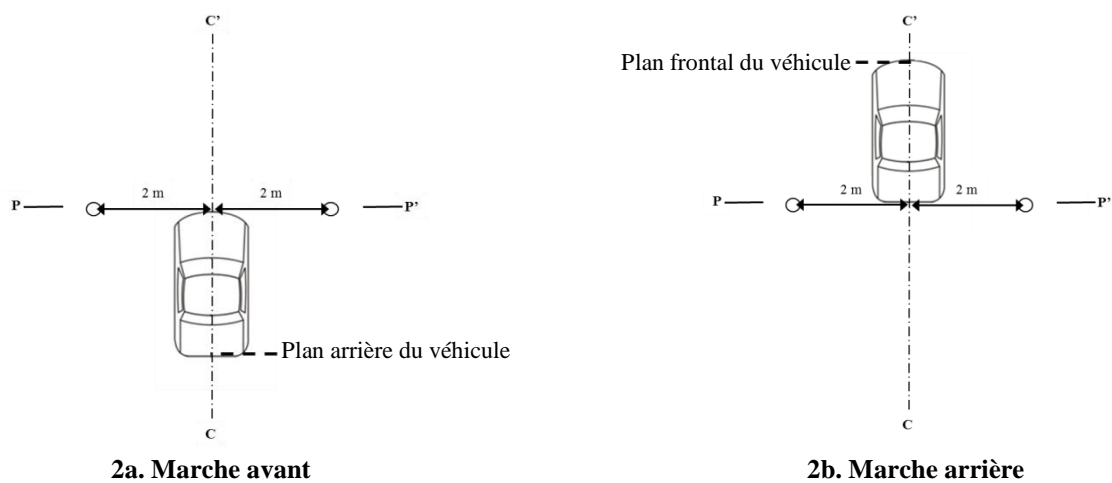 C’
2 m
2 m
P
P’
Plan arrière du véhicule
C
2a. Marche avant
C’
Plan frontal du véhicule
2 m
2 m
P
P’
C
2b. Marche arrière